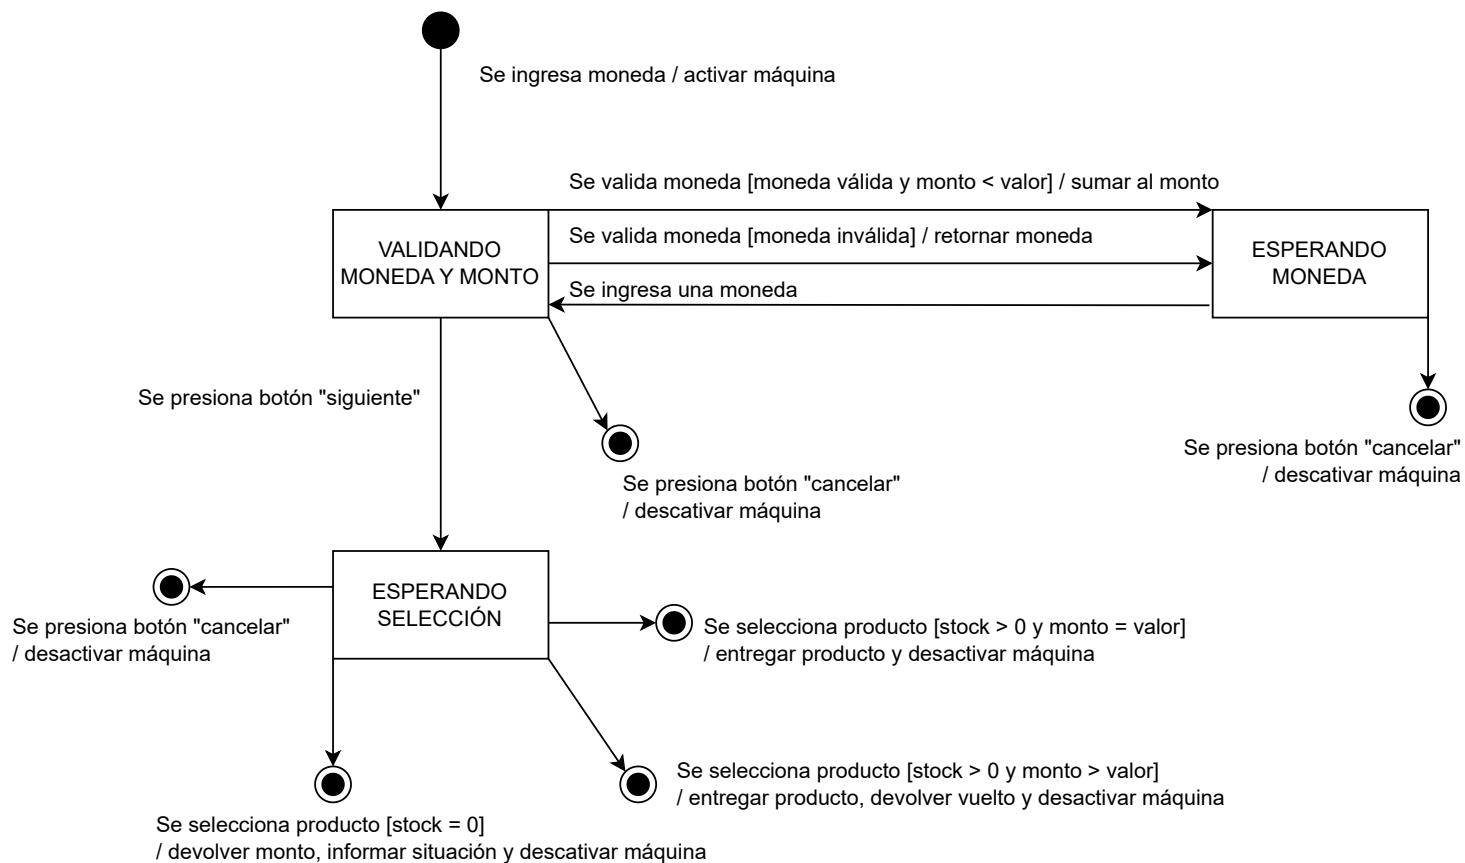 Se ingresa moneda / activar máquina
Se valida moneda [moneda válida y monto < valor] / sumar al monto
VALIDANDO
MONEDA Y MONTO
Se valida moneda [moneda inválida] / retornar moneda
ESPERANDO
MONEDA
Se ingresa una moneda
Se presiona botón "siguiente"
Se presiona botón "cancelar"
/ descativar máquina
Se presiona botón "cancelar"
/ descativar máquina
ESPERANDO
SELECCIÓN
Se presiona botón "cancelar"
/ desactivar máquina
Se selecciona producto [stock > 0 y monto = valor]
/ entregar producto y desactivar máquina
Se selecciona producto [stock > 0 y monto > valor]
/ entregar producto, devolver vuelto y desactivar máquina
Se selecciona producto [stock = 0]
/ devolver monto, informar situación y descativar máquina